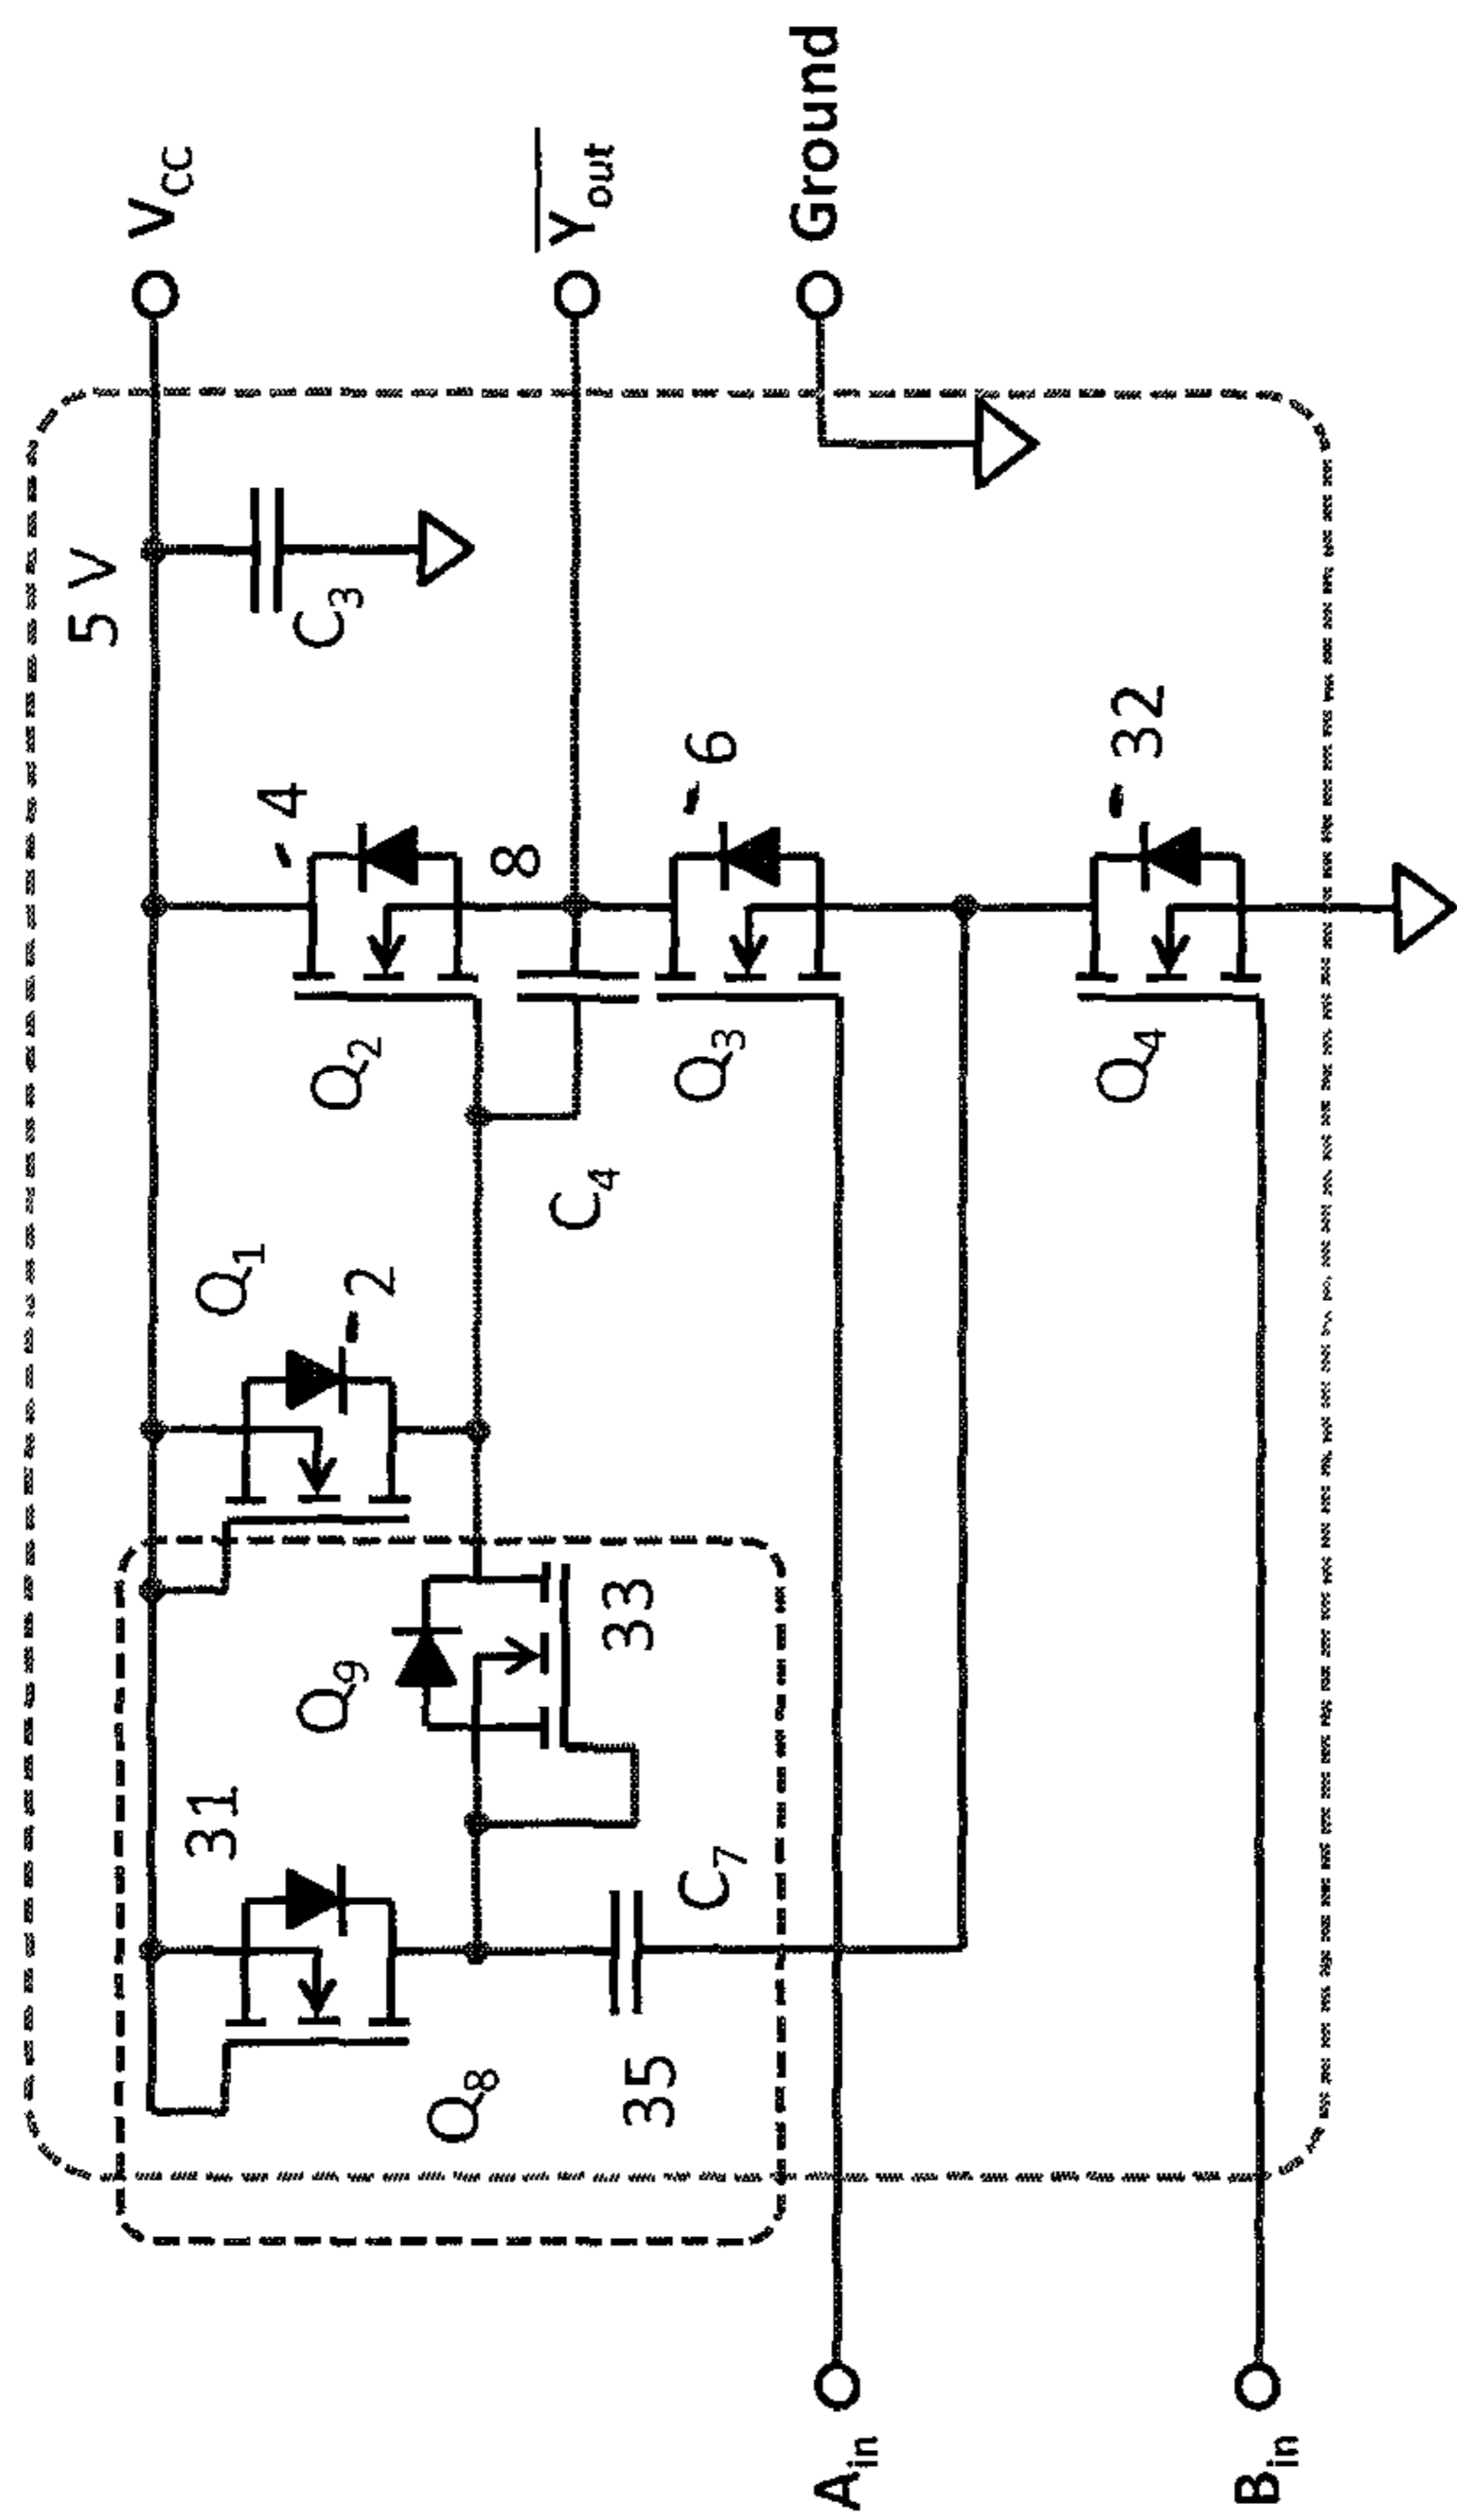 5 V
V_CC
Q_1
4
31
2
Q_2
C_3
Q_9
Q_8
8
Y̅_out
C_4
33
6
35
C_7
Q_3
Ground
A_in
32
Q_4
B_in